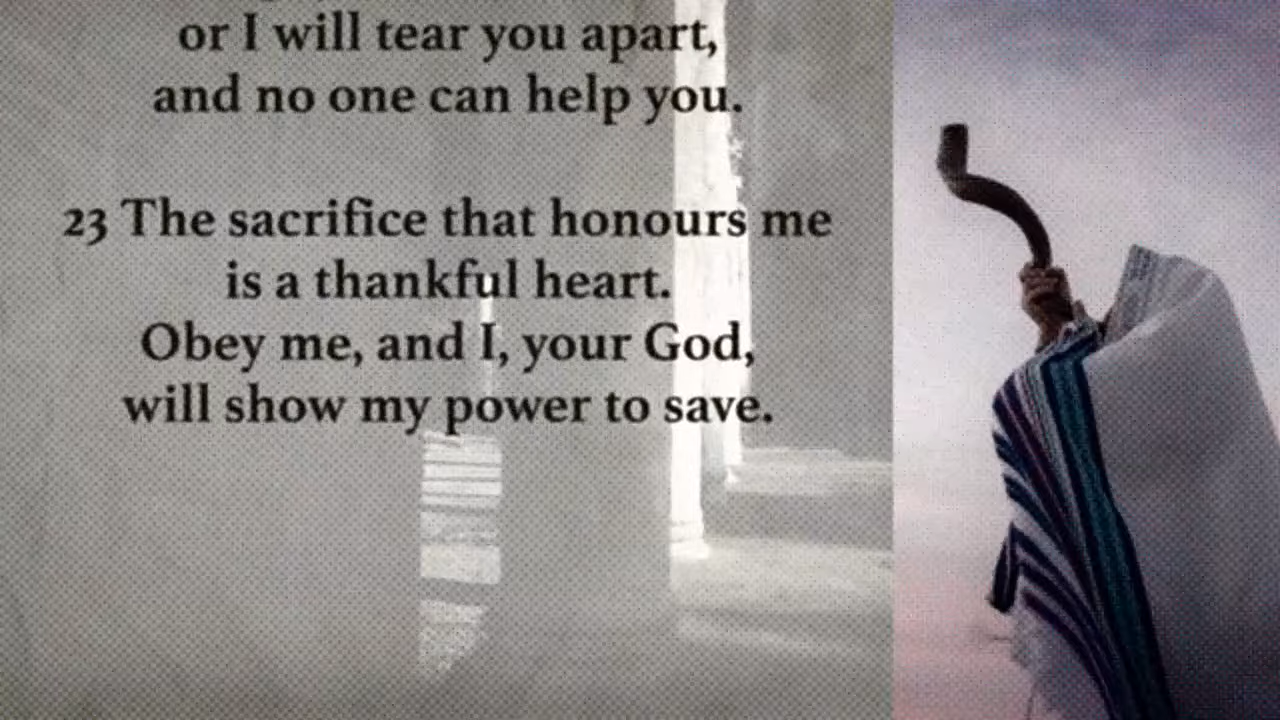 or I will tear you apart,
and no one can help you.
23 The sacrifice that honours me
is a thankful heart.
Obey me, and I, your God,
will show my power to save.